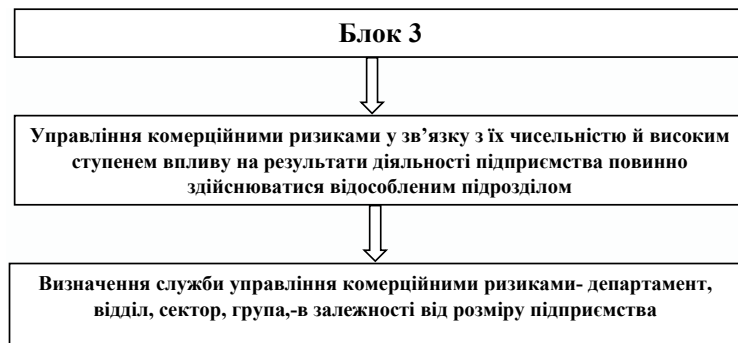 Блок 3
Управління комерційними ризиками у зв’язку з їх чисельністю й високим
ступенем впливу на результати діяльності підприємства повинно
здійснюватися відособленим підрозділом
Визначення служби управління комерційними ризиками- департамент,
відділ, сектор, група,-в залежності від розміру підприємства